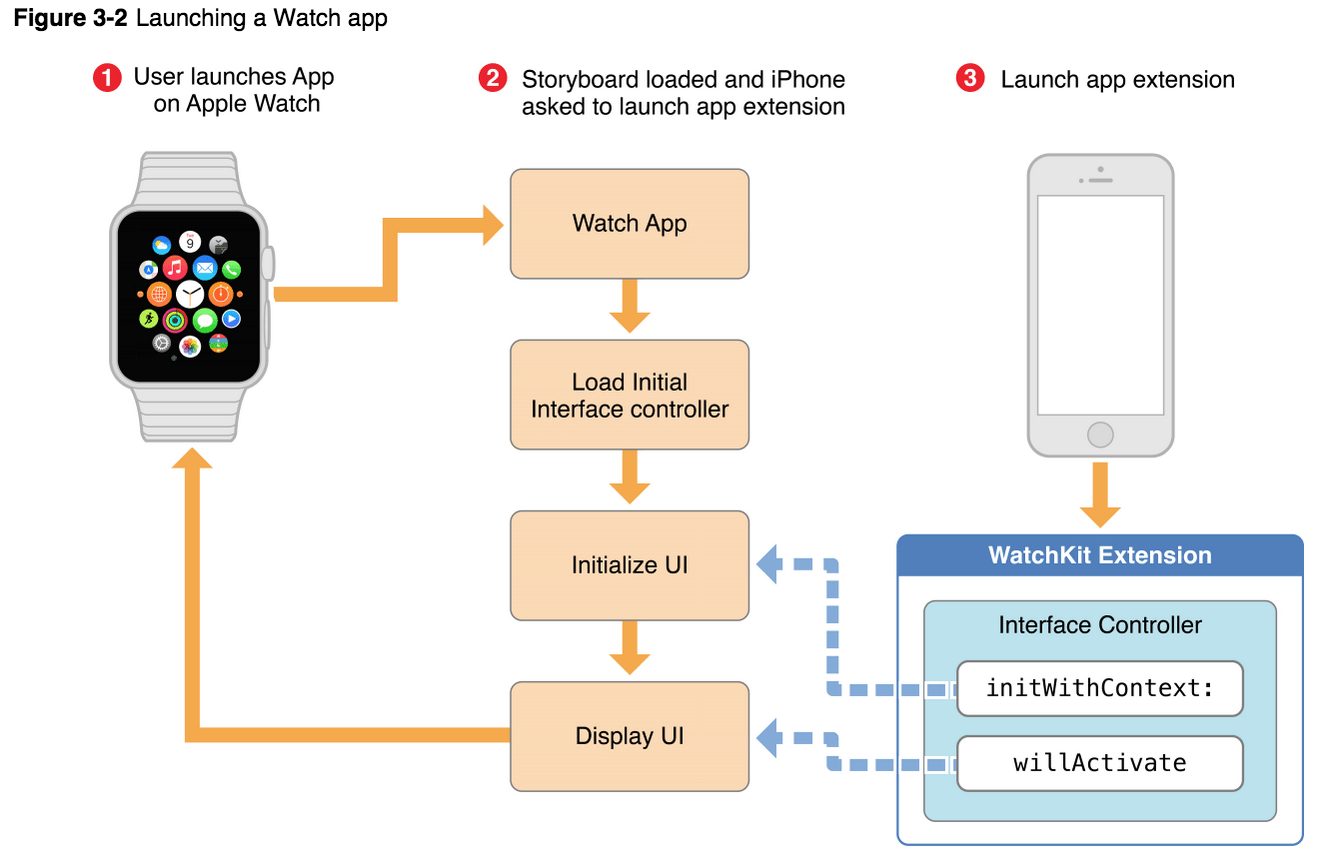 Figure 3-2 Launching a Watch app
1 User launches App
on Apple Watch
2 Storyboard loaded and iPhone
asked to launch app extension
3 Launch app extension
9
Watch App
Load Initial
Interface controller
Initialize UI
Display UI
WatchKit Extension
Interface Controller
initWithContext:
willActivate